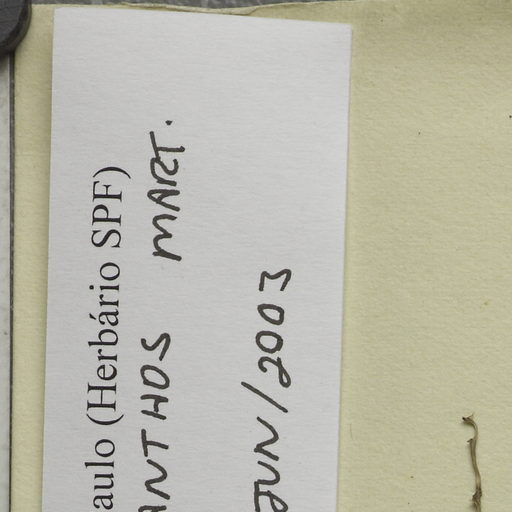 aulo (Herbário SPF)
ANTHOS MART.
JUN/2003